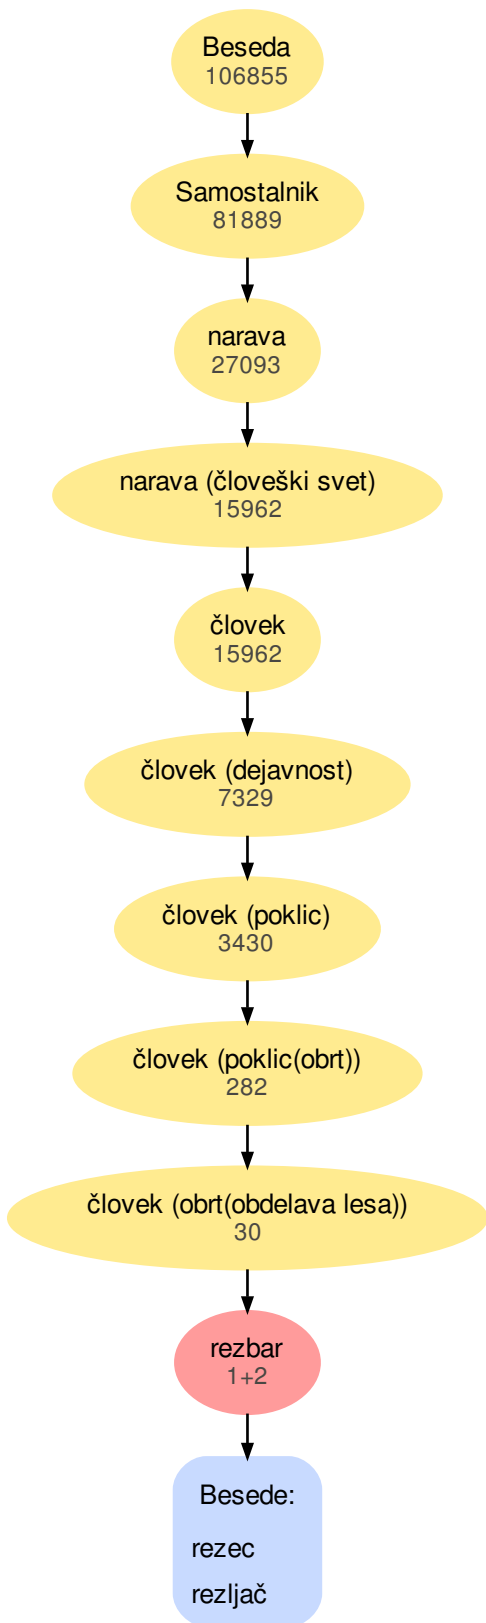 Beseda
106855
Samostalnik
81889
narava
27093
narava (človeški svet)
15962
človek
15962
človek (dejavnost)
7329
človek (poklic)
3430
človek (poklic(obrt))
282
človek (obrt(obdelava lesa))
30
rezbar
1+2
Besede:
rezec
rezljač